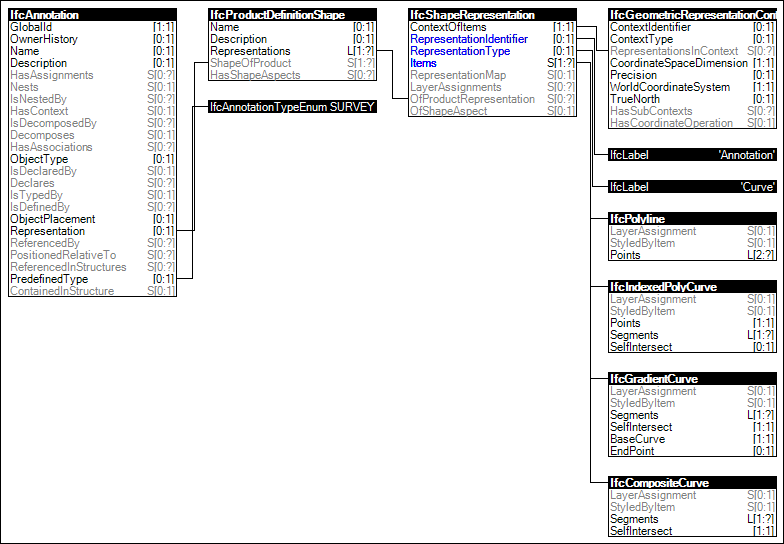 IfcAnnotation
GlobalId [1:1]
OwnerHistory [0:1]
Name [0:1]
Description [0:1]
HasAssignments S[0:?]
Nests S[0:1]
IsNestedBy S[0:?]
HasContext S[0:1]
IsDecomposedBy S[0:?]
Decomposes S[0:1]
HasAssociations S[0:?]
ObjectType [0:1]
IsDeclaredBy S[0:1]
Declares S[0:?]
IsTypedBy S[0:1]
IsDefinedBy S[0:?]
ObjectPlacement [0:1]
Representation [0:1]
ReferencedBy S[0:?]
PositionedRelativeTo S[0:?]
ReferencedInStructures S[0:?]
PredefinedType [0:1]
ContainedInStructure S[0:1]
IfcProductDefinitionShape
Name [0:1]
Description [0:1]
Representations L[1:?]
ShapeOfProduct S[1:?]
HasShapeAspects S[0:?]
IfcAnnotationTypeEnum SURVEY
IfcShapeRepresentation
ContextOfItems [1:1]
RepresentationIdentifier [0:1]
RepresentationType [0:1]
Items S[1:?]
RepresentationMap S[0:1]
LayerAssignments S[0:?]
OfProductRepresentation S[0:?]
OfShapeAspect S[0:1]
IfcGeometricRepresentationCont
ContextIdentifier [0:1]
ContextType [0:1]
RepresentationsInContext S[0:?]
CoordinateSpaceDimension [1:1]
Precision [0:1]
WorldCoordinateSystem [1:1]
TrueNorth [0:1]
HasSubContexts S[0:?]
HasCoordinateOperation S[0:1]
IfcLabel 'Annotation'
IfcLabel 'Curve'
IfcPolyline
LayerAssignment S[0:1]
StyledByItem S[0:1]
Points L[2:?]
IfcIndexedPolyCurve
LayerAssignment S[0:1]
StyledByItem S[0:1]
Points [1:1]
Segments L[1:?]
SelfIntersect [0:1]
IfcGradientCurve
LayerAssignment S[0:1]
StyledByItem S[0:1]
Segments L[1:?]
SelfIntersect [1:1]
BaseCurve [1:1]
EndPoint [0:1]
IfcCompositeCurve
LayerAssignment S[0:1]
StyledByItem S[0:1]
Segments L[1:?]
SelfIntersect [1:1]